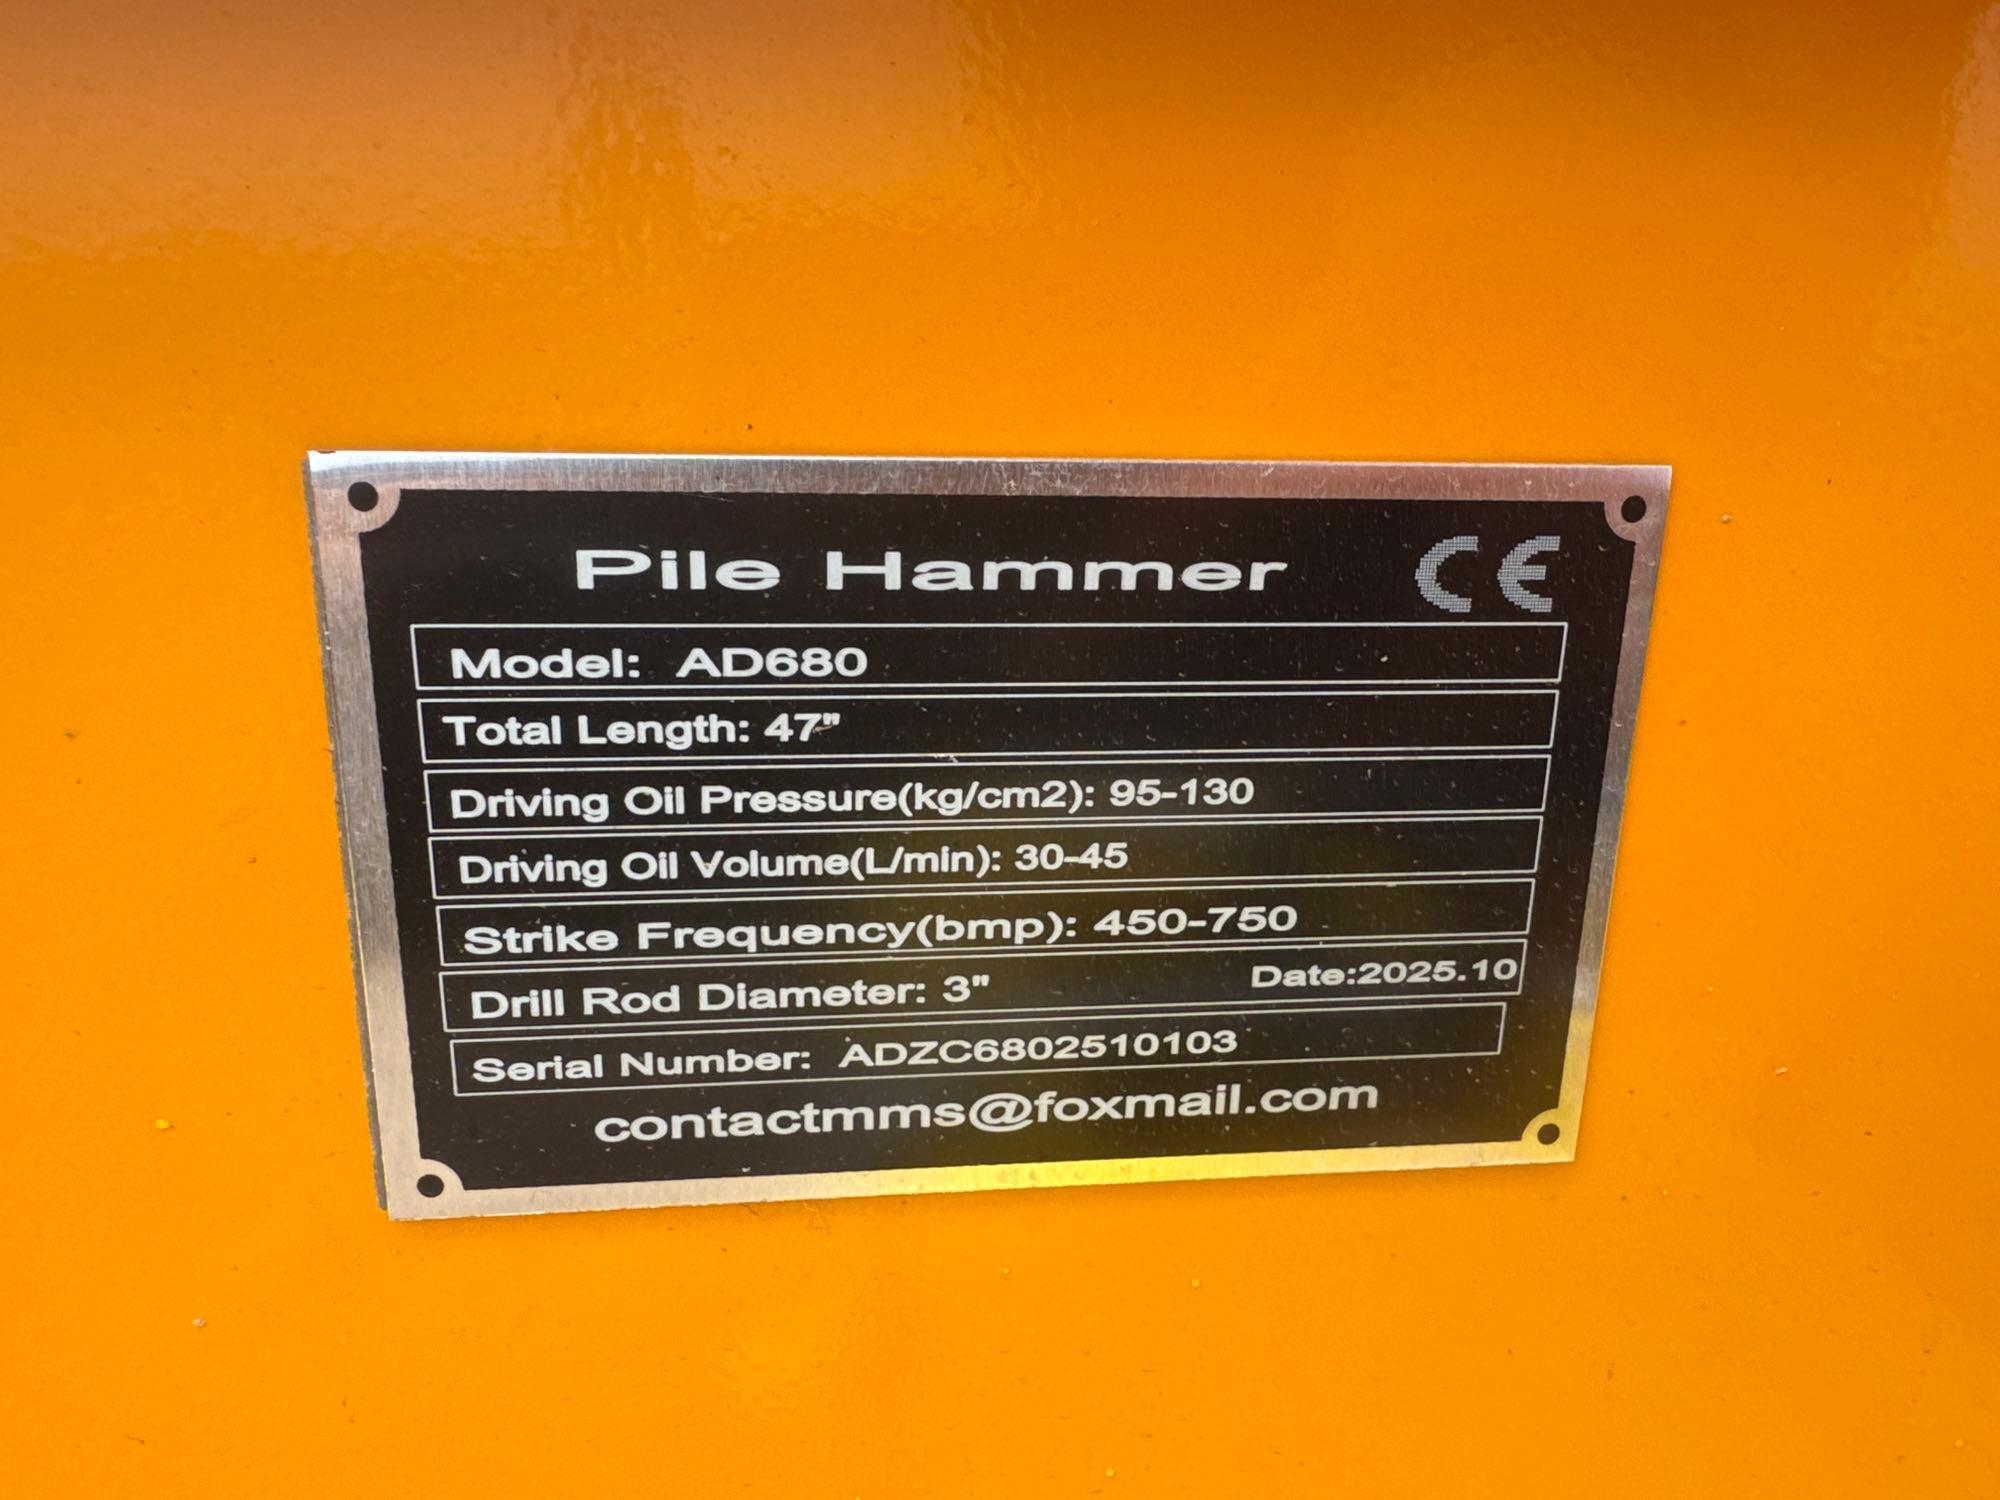 Pile Hammer CE
Model: AD680
Total Length: 47"
Driving Oil Pressure(kg/cm2): 95-130
Driving Oil Volume(L/min): 30-45
Strike Frequency(bmp): 450-750
Drill Rod Diameter: 3" Date:2025.10
Serial Number: ADZC6802510103
contactmms@foxmail.com